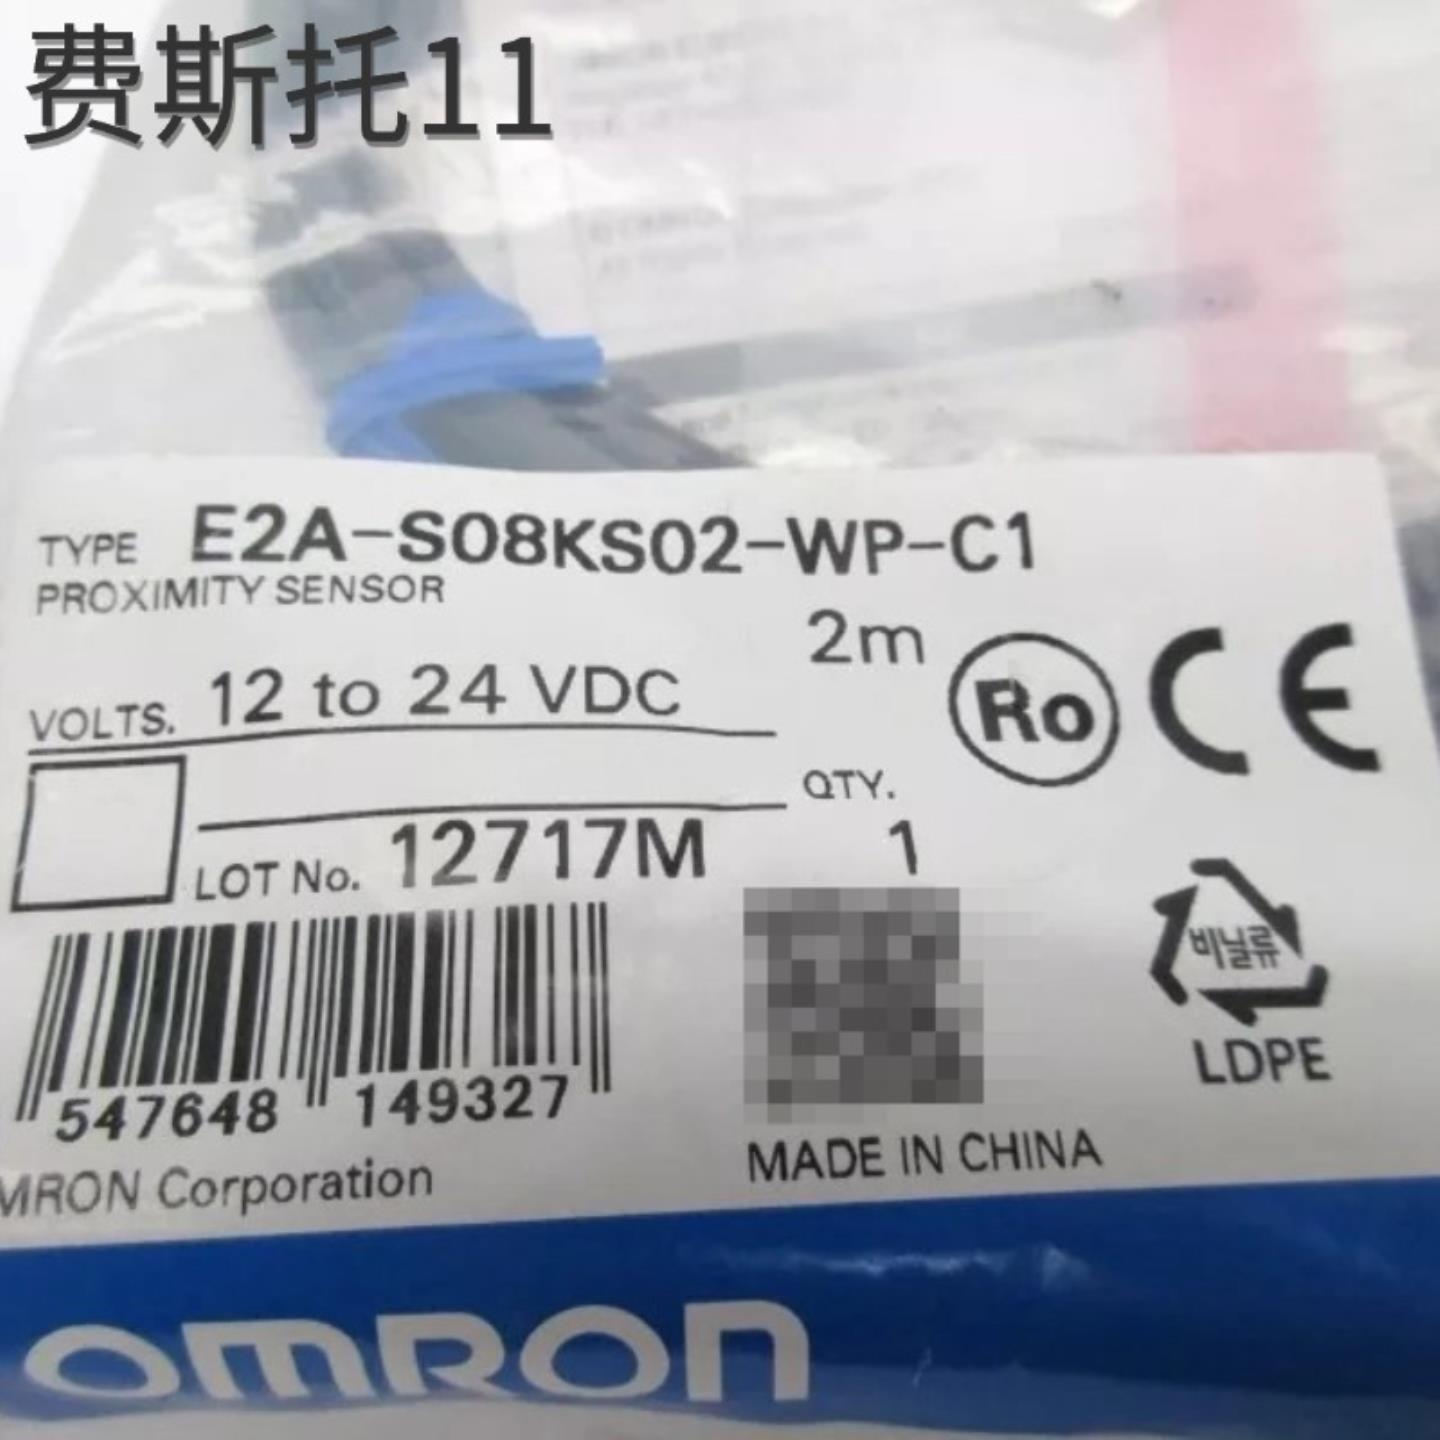 费斯托11
TYPE E2A-S08KS02-WP-C1
PROXIMITY SENSOR
2m
VOLTS. 12 to 24 VDC
Ro CE
QTY.
LOT No. 12717M 1
비닐류
LDPE
547648 149327
MADE IN CHINA
MRON Corporation
OMRON